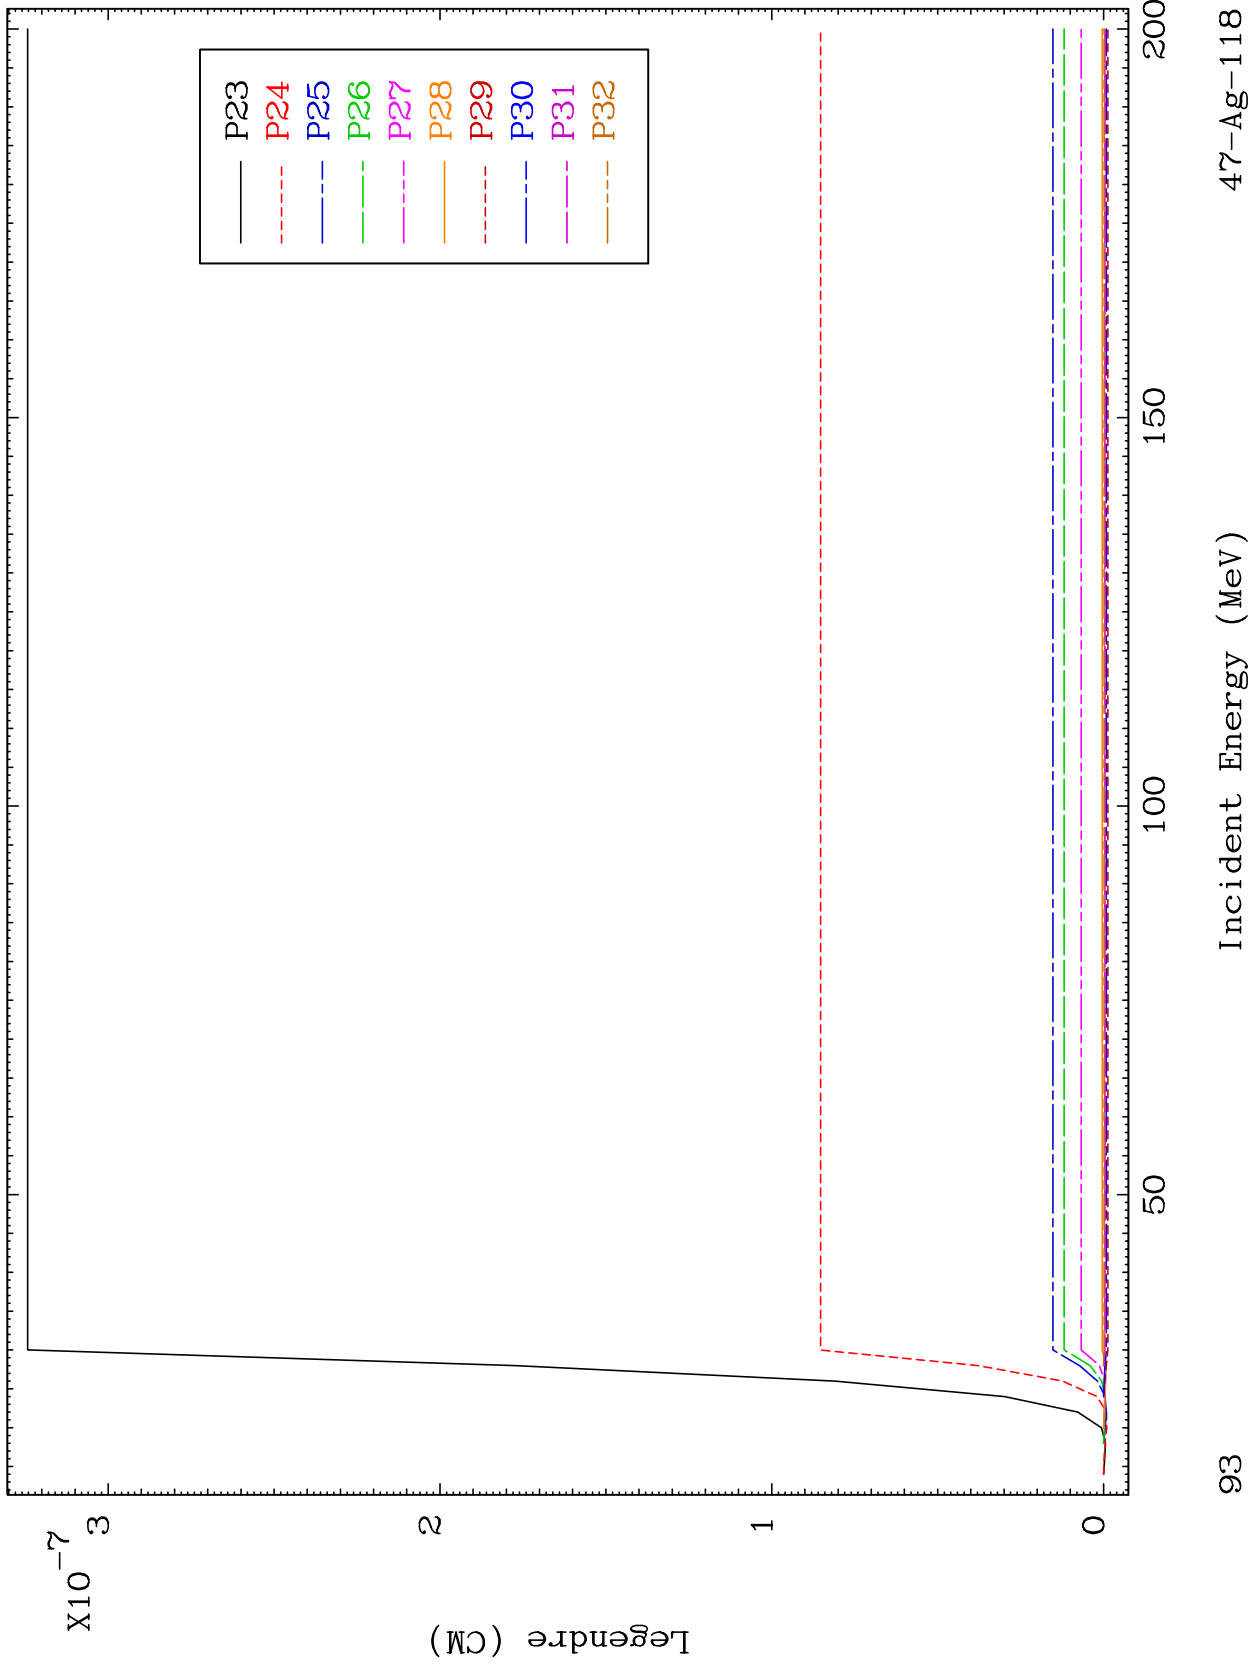 X10-7
3
2
1
0
Legendre (CM)
50
100
150
200
Incident Energy (MeV)
93
47-Ag-118
P23
P24
P25
P26
P27
P28
P29
P30
P31
P32